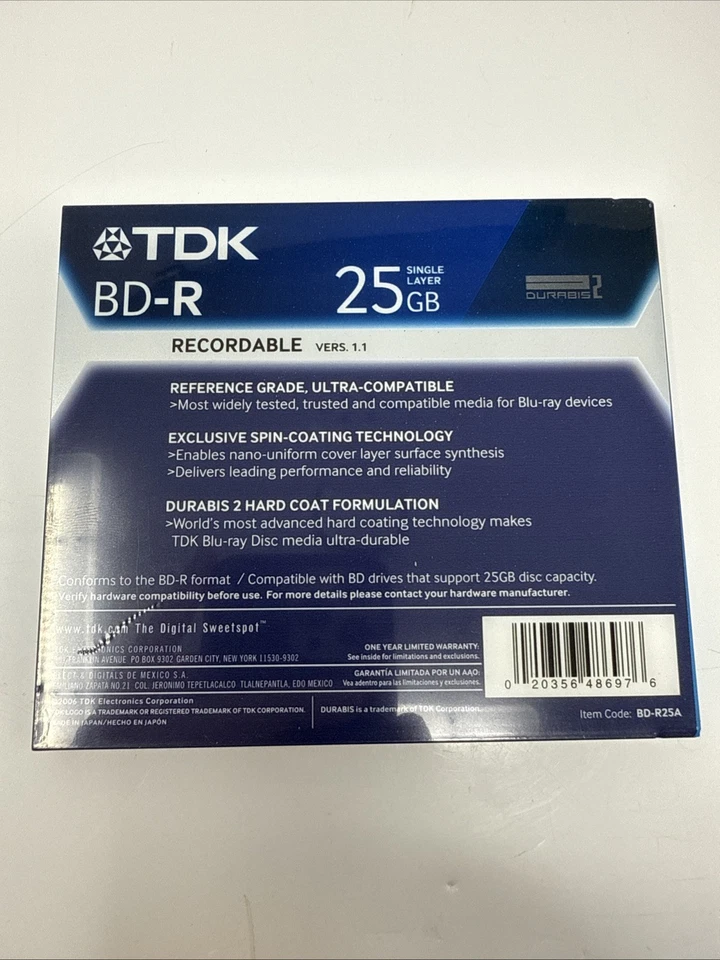 TDK
BD-R
25 GB
SINGLE
LAYER
DURABIS 2
RECORDABLE VERS. 1.1
REFERENCE GRADE, ULTRA-COMPATIBLE
>Most widely tested, trusted and compatible media for Blu-ray devices
EXCLUSIVE SPIN-COATING TECHNOLOGY
>Enables nano-uniform cover layer surface synthesis
>Delivers leading performance and reliability
DURABIS 2 HARD COAT FORMULATION
>World's most advanced hard coating technology makes
TDK Blu-ray Disc media ultra-durable
Conforms to the BD-R format / Compatible with BD drives that support 25GB disc capacity.
Verify hardware compatibility before use. For more details please contact your hardware manufacturer.
www.tdk.com The Digital Sweetspot™
CORPORATION
AVENUE PO BOX 9302 GARDEN CITY, NEW YORK 11530-9302
ONE YEAR LIMITED WARRANTY:
See inside for limitations and exclusions.
DIGITALS DE MEXICO S.A.
ZAPATA NO.21 COL. JERONIMO TEPETLACALCO TLALNEPANTLA, EDO MEXICO
GARANTÍA LIMITADA POR UN AÑO:
Vea adentro para las limitaciones y exclusiones.
©2006 TDK Electronics Corporation
LOGO IS A TRADEMARK OR REGISTERED TRADEMARK OF TDK CORPORATION.
IN JAPAN/HECHO EN JAPÓN
DURABIS is a trademark of TDK Corporation.
0 20356 48697 6
Item Code: BD-R25A